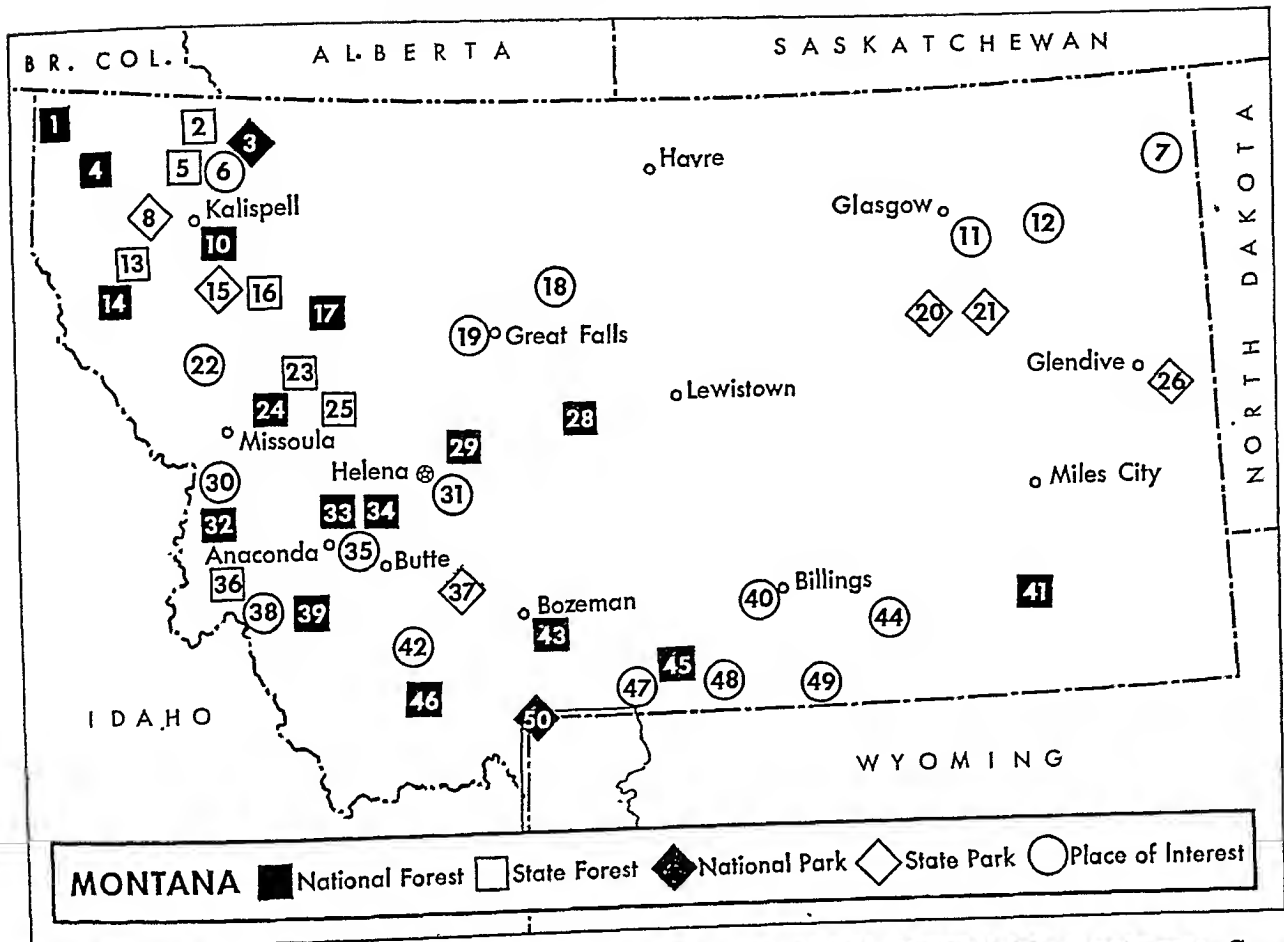 BR. COL. ALBERTA SASKATCHEWAN
1 2 3
4 5 6 Havre 7
NORTH DAKOTA
8 Kalispell Glasgow 11 12
10
13 14 15 16 17 18
19 Great Falls 20 21
22 23 Glendive 26
24 25 28 Lewistown
Missoula 29
30 Helena 31 Miles City
32 33 34
Anaconda 35 Butte
36 37 Billings 41
38 39 Bozeman 40 44
42 43
46 45 47 48 49
IDAHO 50
WYOMING
MONTANA National Forest State Forest National Park State Park Place of Interest